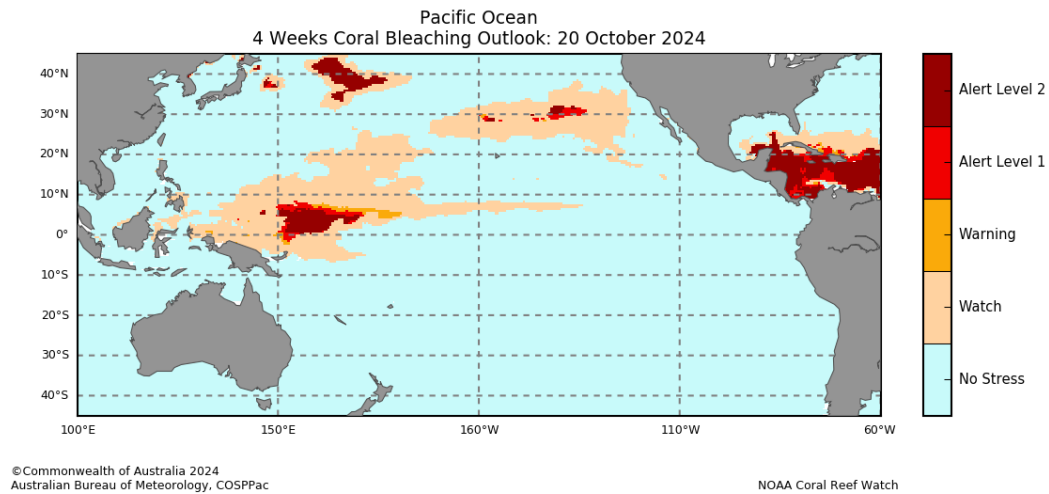 Pacific Ocean
4 Weeks Coral Bleaching Outlook: 20 October 2024
40°N
30°N
20°N
10°N
0°
10°S
20°S
30°S
40°S
100°E
150°E
160°W
110°W
60°W
Alert Level 2
Alert Level 1
Warning
Watch
No Stress
©Commonwealth of Australia 2024
Australian Bureau of Meteorology, COSPPac
NOAA Coral Reef Watch